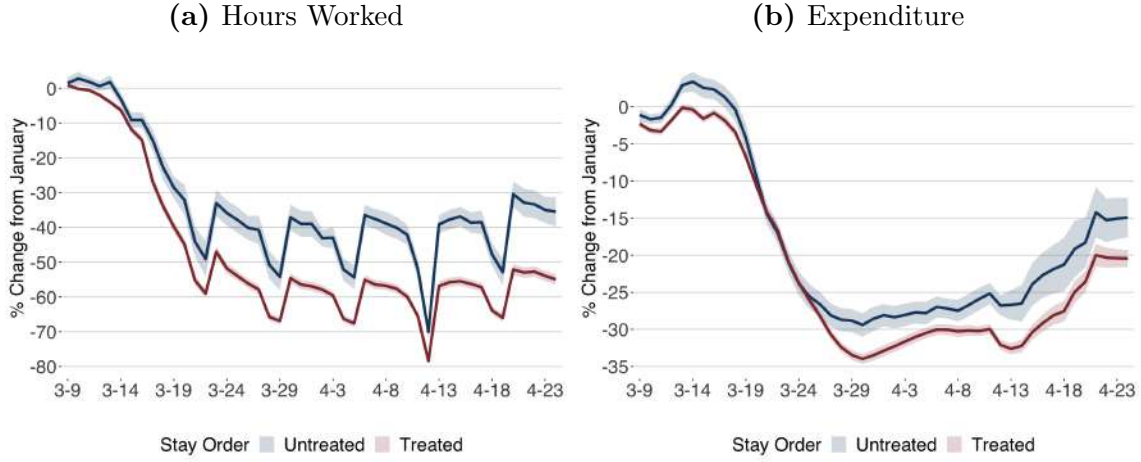 (a) Hours Worked
% Change from January
0
-10
-20
-30
-40
-50
-60
-70
-80
3-9 3-14 3-19 3-24 3-29 4-3 4-8 4-13 4-18 4-23
Stay Order Untreated Treated
(b) Expenditure
% Change from January
0
-5
-10
-15
-20
-25
-30
-35
3-9 3-14 3-19 3-24 3-29 4-3 4-8 4-13 4-18 4-23
Stay Order Untreated Treated